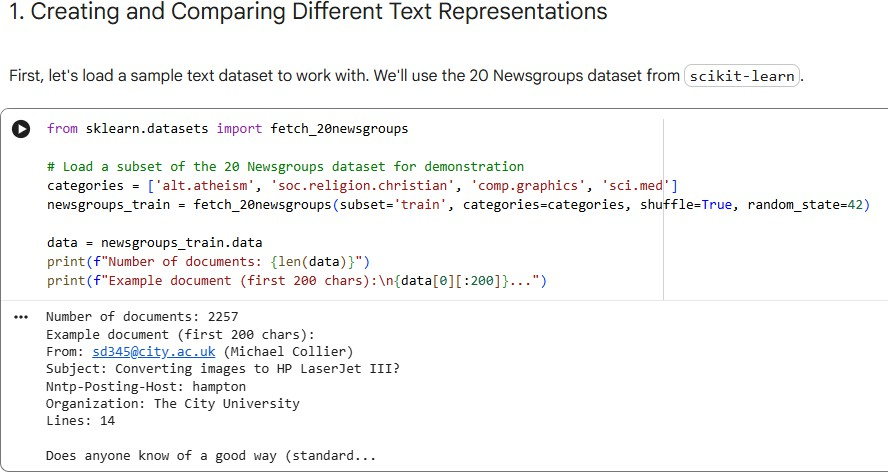 1. Creating and Comparing Different Text Representations
First, let's load a sample text dataset to work with. We'll use the 20 Newsgroups dataset from scikit-learn.
from sklearn.datasets import fetch_20newsgroups
# Load a subset of the 20 Newsgroups dataset for demonstration
categories = ['alt.atheism', 'soc.religion.christian', 'comp.graphics', 'sci.med']
newsgroups_train = fetch_20newsgroups(subset='train', categories=categories, shuffle=True, random_state=42)
data = newsgroups_train.data
print(f"Number of documents: {len(data)}")
print(f"Example document (first 200 chars):\n{data[0][:200]}...")
Number of documents: 2257
Example document (first 200 chars):
From: sd345@city.ac.uk (Michael Collier)
Subject: Converting images to HP LaserJet III?
Nntp-Posting-Host: hampton
Organization: The City University
Lines: 14
Does anyone know of a good way (standard...